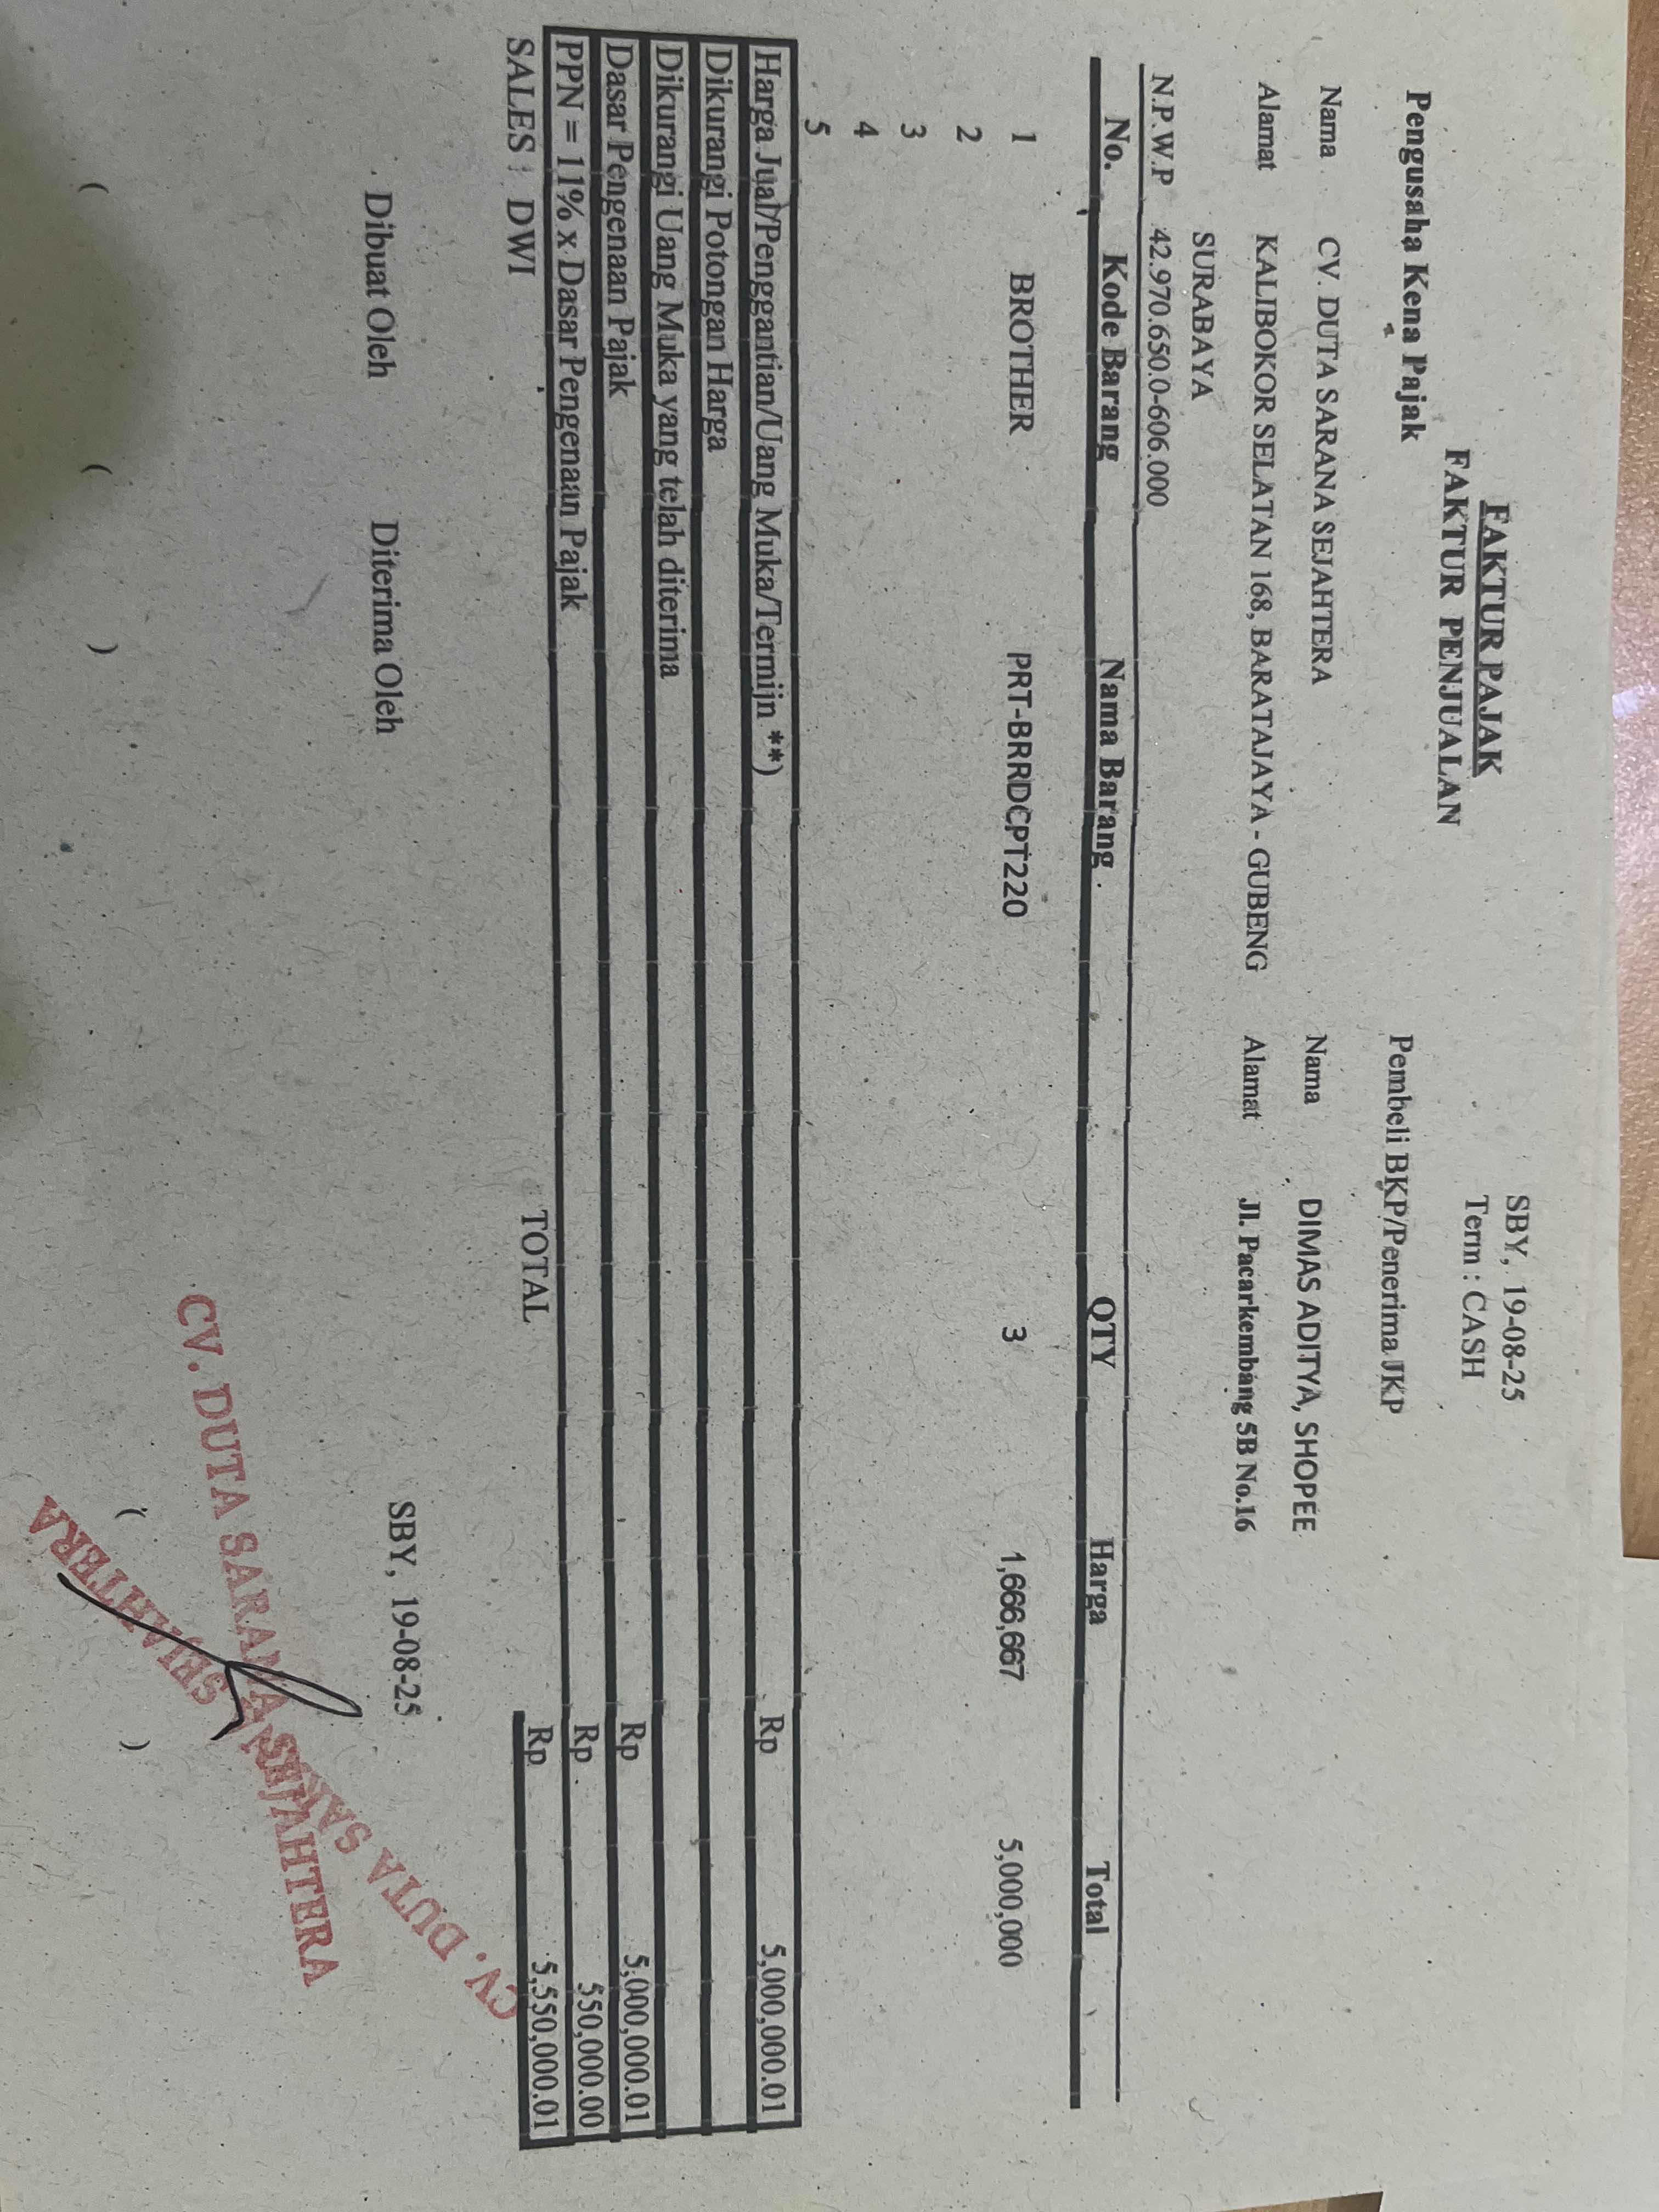 FAKTUR PAJAK
FAKTUR PENJUALAN
SBY, 19-08-25
Term : CASH
Pengusaha Kena Pajak
Pembeli BKP/Penerima JKP
Nama CV. DUTA SARANA SEJAHTERA
Nama DIMAS ADITYA, SHOPEE
Alamat KALIBOKOR SELATAN 168, BARATAJAYA - GUBENG
SURABAYA
Alamat Jl. Pacarkembang 5B No.16
N.P.W.P 42.970.650.0-606.000
No. Kode Barang Nama Barang QTY Harga Total
1 BROTHER PRT-BRRDCPT220 3 1,666,667 5,000,000
2
3
4
5
Harga Jual/Penggantian/Uang Muka/Termijn **) Rp 5,000,000.01
Dikurangi Potongan Harga
Dikurangi Uang Muka yang telah diterima
Dasar Pengenaan Pajak Rp 5,000,000.01
PPN = 11% x Dasar Pengenaan Pajak Rp 550,000.00
SALES : DWI TOTAL Rp 5,550,000.01
Dibuat Oleh Diterima Oleh SBY, 19-08-25
CV. DUTA SARANA SEJAHTERA
CV. DUTA SARANA SEJAHTERA
( ( ) ( )